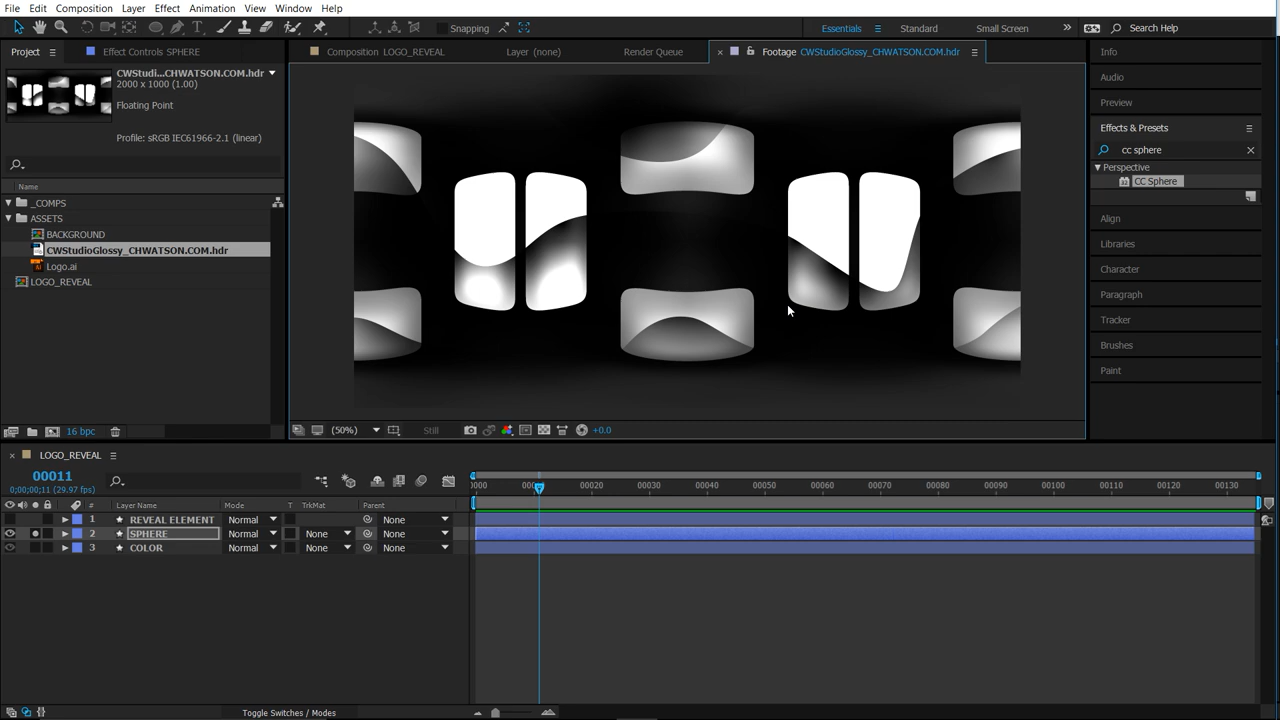 File Edit Composition Layer Effect Animation View Window Help
Snapping Essentials Standard Small Screen Search Help
Project Effect Controls SPHERE Composition LOGO_REVEAL Layer (none) Render Queue Footage CWStudioGlossy_CHWATSON.COM.hdr Info
CWStudi...CHWATSON.COM.hdr
2000 x 1000 (1.00)
Floating Point
Profile: sRGB IEC61966-2.1 (linear)
Name
_COMPS
ASSETS
BACKGROUND
CWStudioGlossy_CHWATSON.COM.hdr
Logo.ai
LOGO_REVEAL
16 bpc
(50%) Still +0.0
Audio
Preview
Effects & Presets
cc sphere
Perspective
CC Sphere
Align
Libraries
Character
Paragraph
Tracker
Brushes
Paint
LOGO_REVEAL
00011
0;00;00;11 (29.97 fps)
00020 00030 00040 00050 00060 00070 00080 00090 00100 00110 00120 00130
# Layer Name Mode T TrkMat Parent
1 REVEAL ELEMENT Normal None
2 SPHERE Normal None None
3 COLOR Normal None None
Toggle Switches / Modes